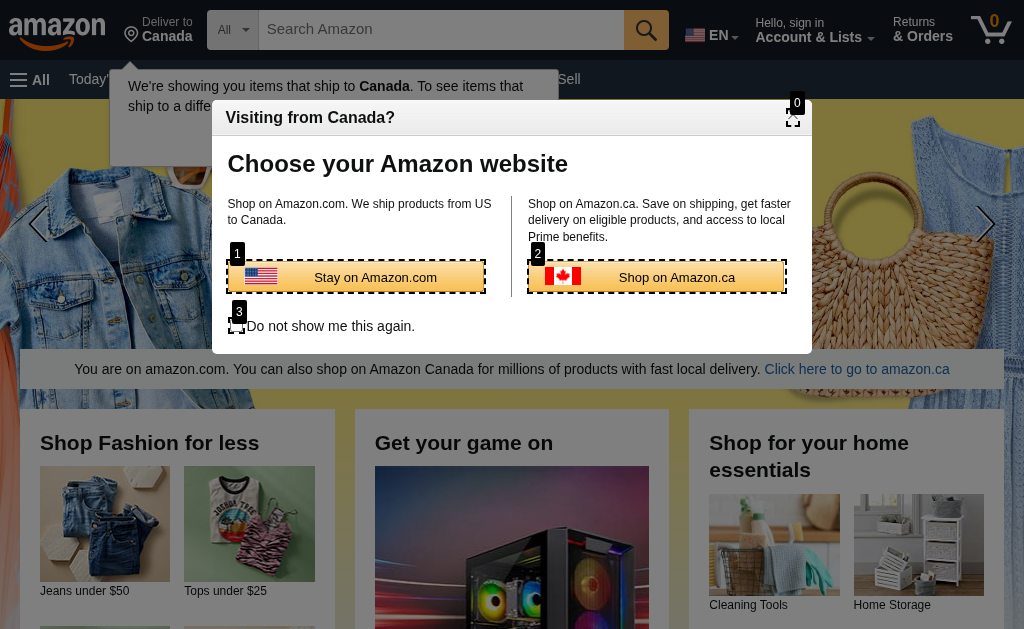 amazon
Deliver to
Canada
All
Search Amazon
EN
Hello, sign in
Account & Lists
Returns
& Orders
0
All
Today'
Sell
We're showing you items that ship to Canada. To see items that
ship to a diffe
0
Visiting from Canada?
Choose your Amazon website
Shop on Amazon.com. We ship products from US
to Canada.
Shop on Amazon.ca. Save on shipping, get faster
delivery on eligible products, and access to local
Prime benefits.
1
Stay on Amazon.com
2
Shop on Amazon.ca
3
Do not show me this again.
You are on amazon.com. You can also shop on Amazon Canada for millions of products with fast local delivery. Click here to go to amazon.ca
Shop Fashion for less
Get your game on
Shop for your home
essentials
JOSHUA TREE
Jeans under $50
Tops under $25
Cleaning Tools
Home Storage